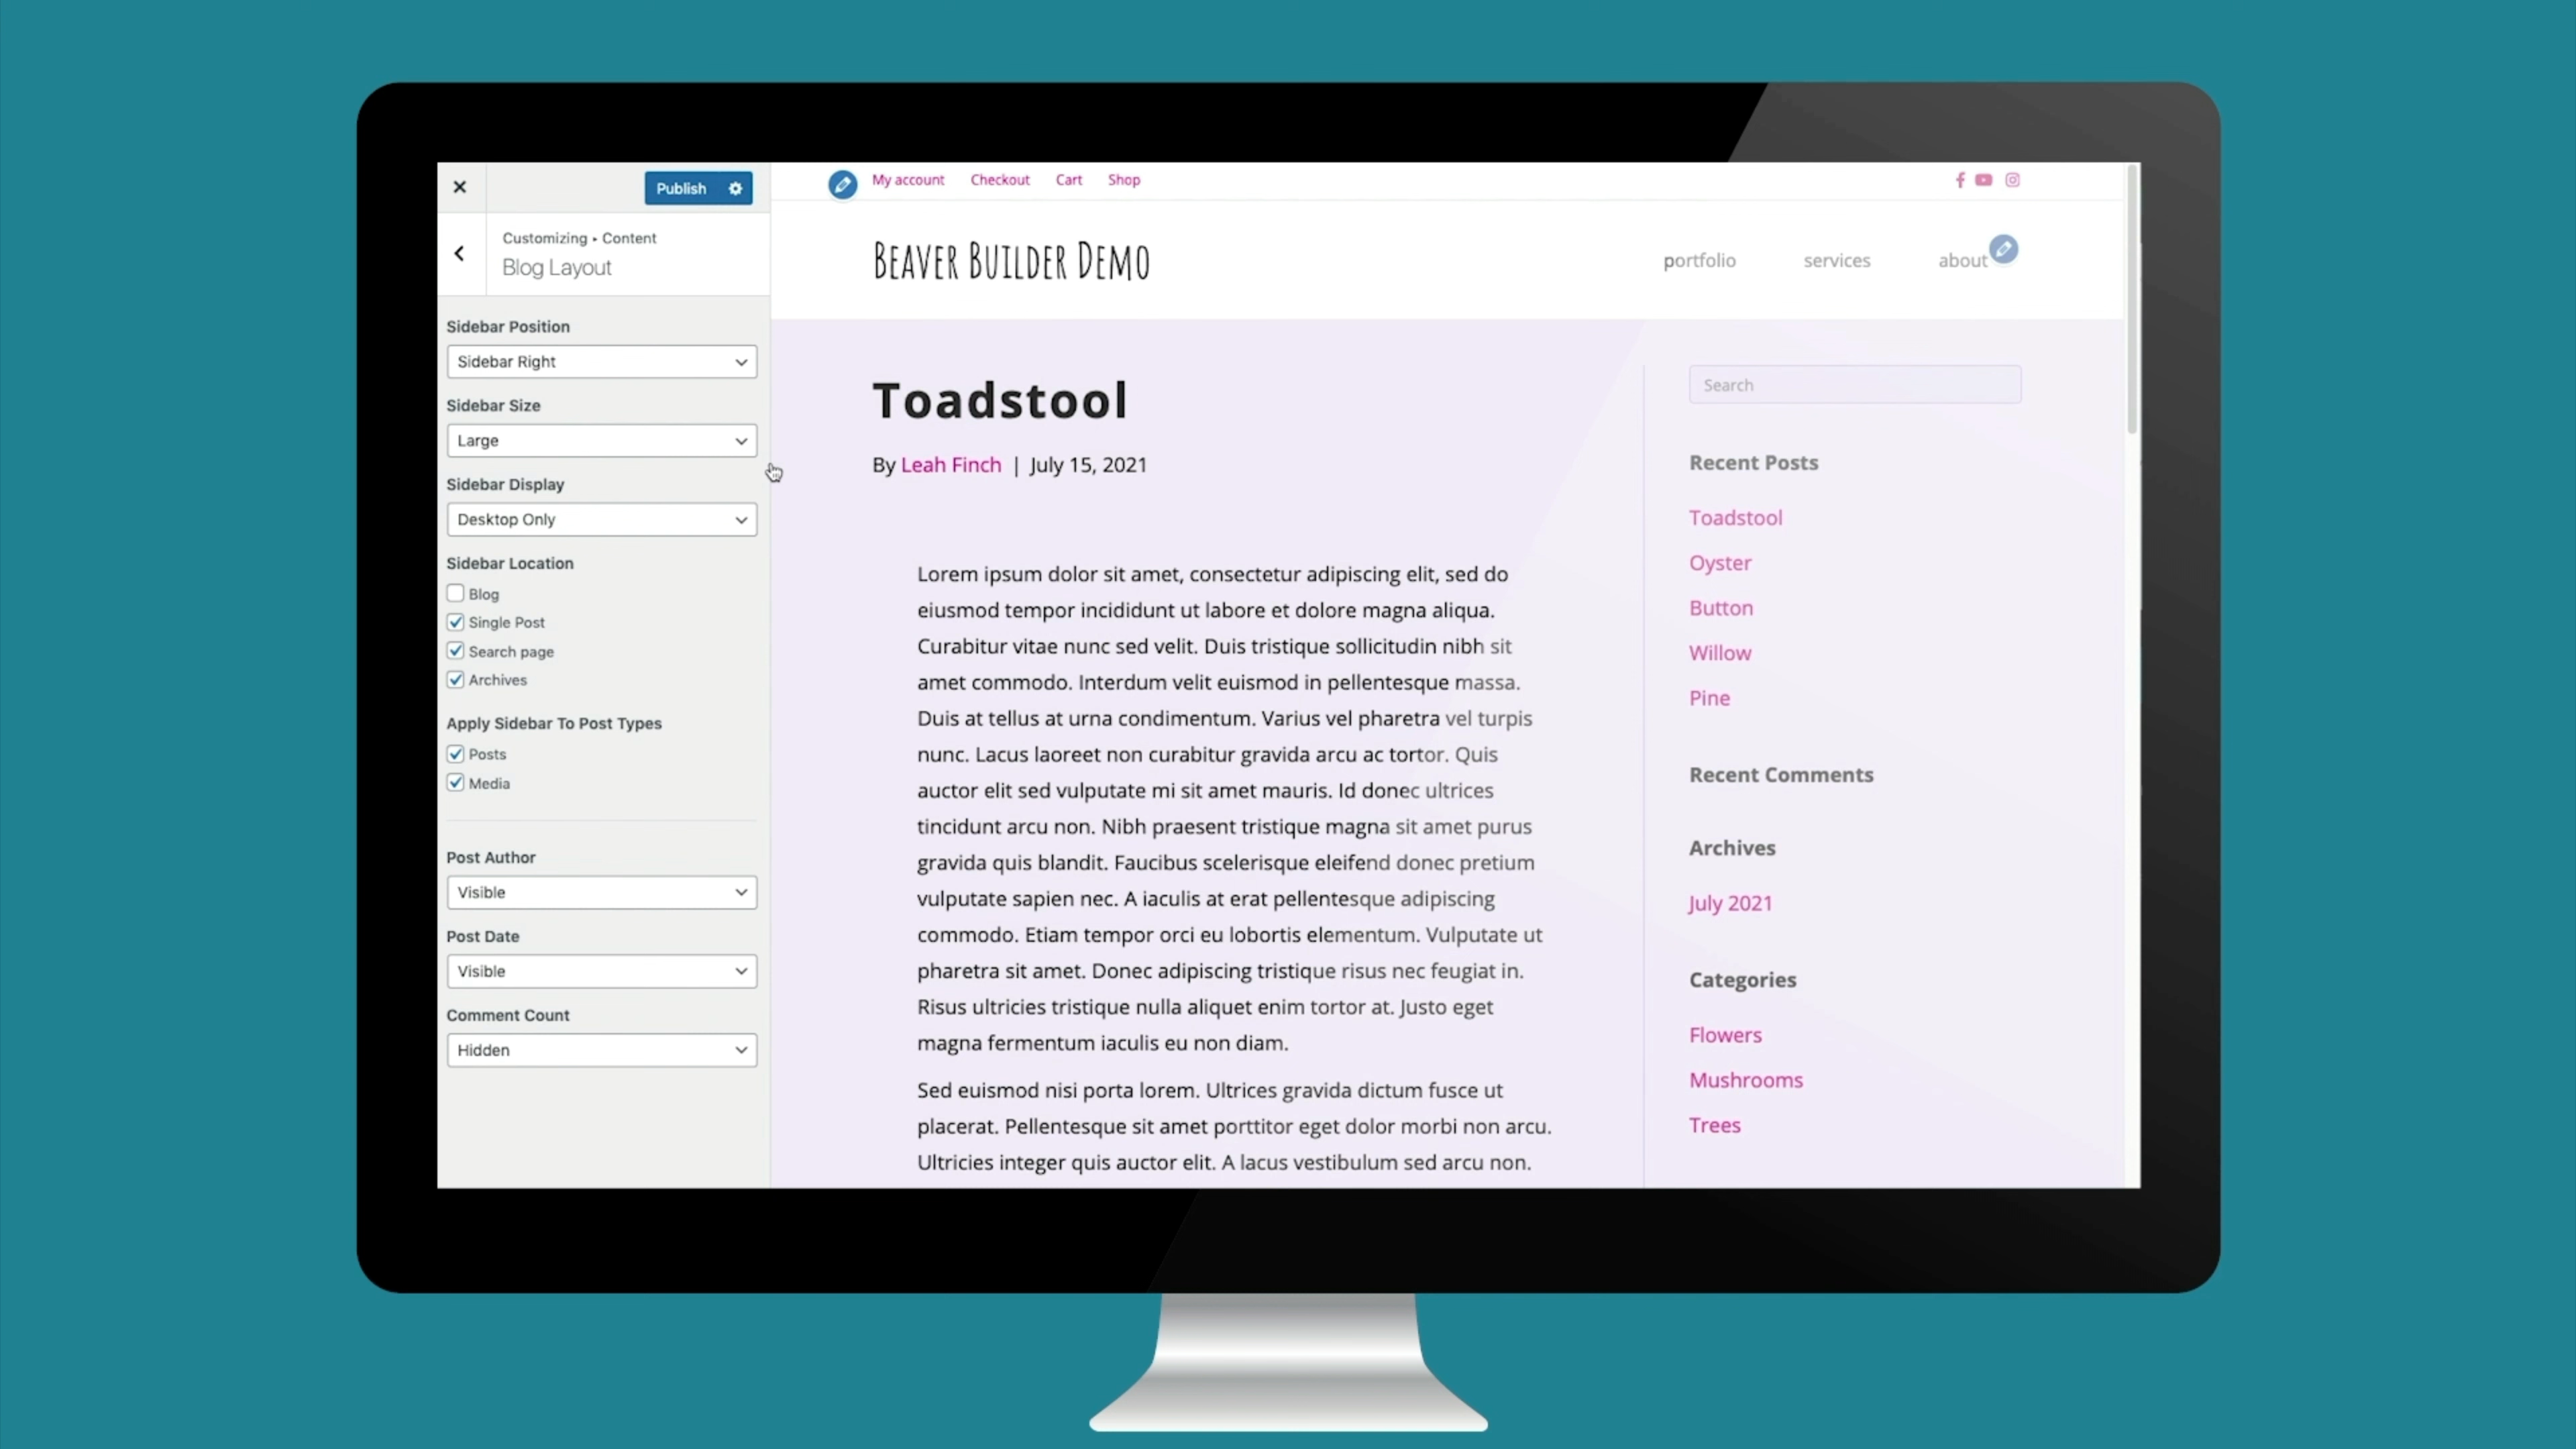 Publish
Customizing ▸ Content
Blog Layout
Sidebar Position
Sidebar Right
Sidebar Size
Large
Sidebar Display
Desktop Only
Sidebar Location
Blog
Single Post
Search page
Archives
Apply Sidebar To Post Types
Posts
Media
Post Author
Visible
Post Date
Visible
Comment Count
Hidden
My account Checkout Cart Shop
Beaver Builder Demo
portfolio services about
Toadstool
By Leah Finch | July 15, 2021
Lorem ipsum dolor sit amet, consectetur adipiscing elit, sed do
eiusmod tempor incididunt ut labore et dolore magna aliqua.
Curabitur vitae nunc sed velit. Duis tristique sollicitudin nibh sit
amet commodo. Interdum velit euismod in pellentesque massa.
Duis at tellus at urna condimentum. Varius vel pharetra vel turpis
nunc. Lacus laoreet non curabitur gravida arcu ac tortor. Quis
auctor elit sed vulputate mi sit amet mauris. Id donec ultrices
tincidunt arcu non. Nibh praesent tristique magna sit amet purus
gravida quis blandit. Faucibus scelerisque eleifend donec pretium
vulputate sapien nec. A iaculis at erat pellentesque adipiscing
commodo. Etiam tempor orci eu lobortis elementum. Vulputate ut
pharetra sit amet. Donec adipiscing tristique risus nec feugiat in.
Risus ultricies tristique nulla aliquet enim tortor at. Justo eget
magna fermentum iaculis eu non diam.
Sed euismod nisi porta lorem. Ultrices gravida dictum fusce ut
placerat. Pellentesque sit amet porttitor eget dolor morbi non arcu.
Ultricies integer quis auctor elit. A lacus vestibulum sed arcu non.
Search
Recent Posts
Toadstool
Oyster
Button
Willow
Pine
Recent Comments
Archives
July 2021
Categories
Flowers
Mushrooms
Trees